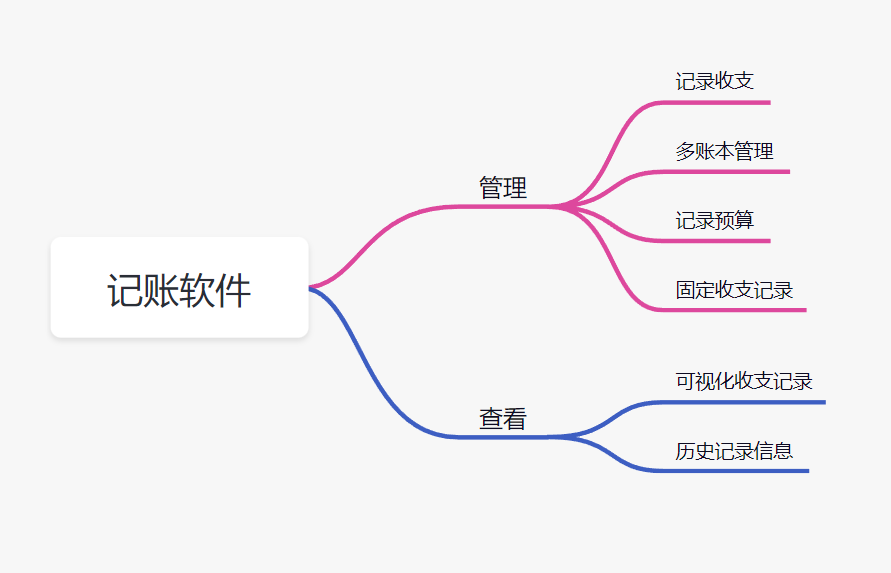 记账软件
管理
记录收支
多账本管理
记录预算
固定收支记录
查看
可视化收支记录
历史记录信息